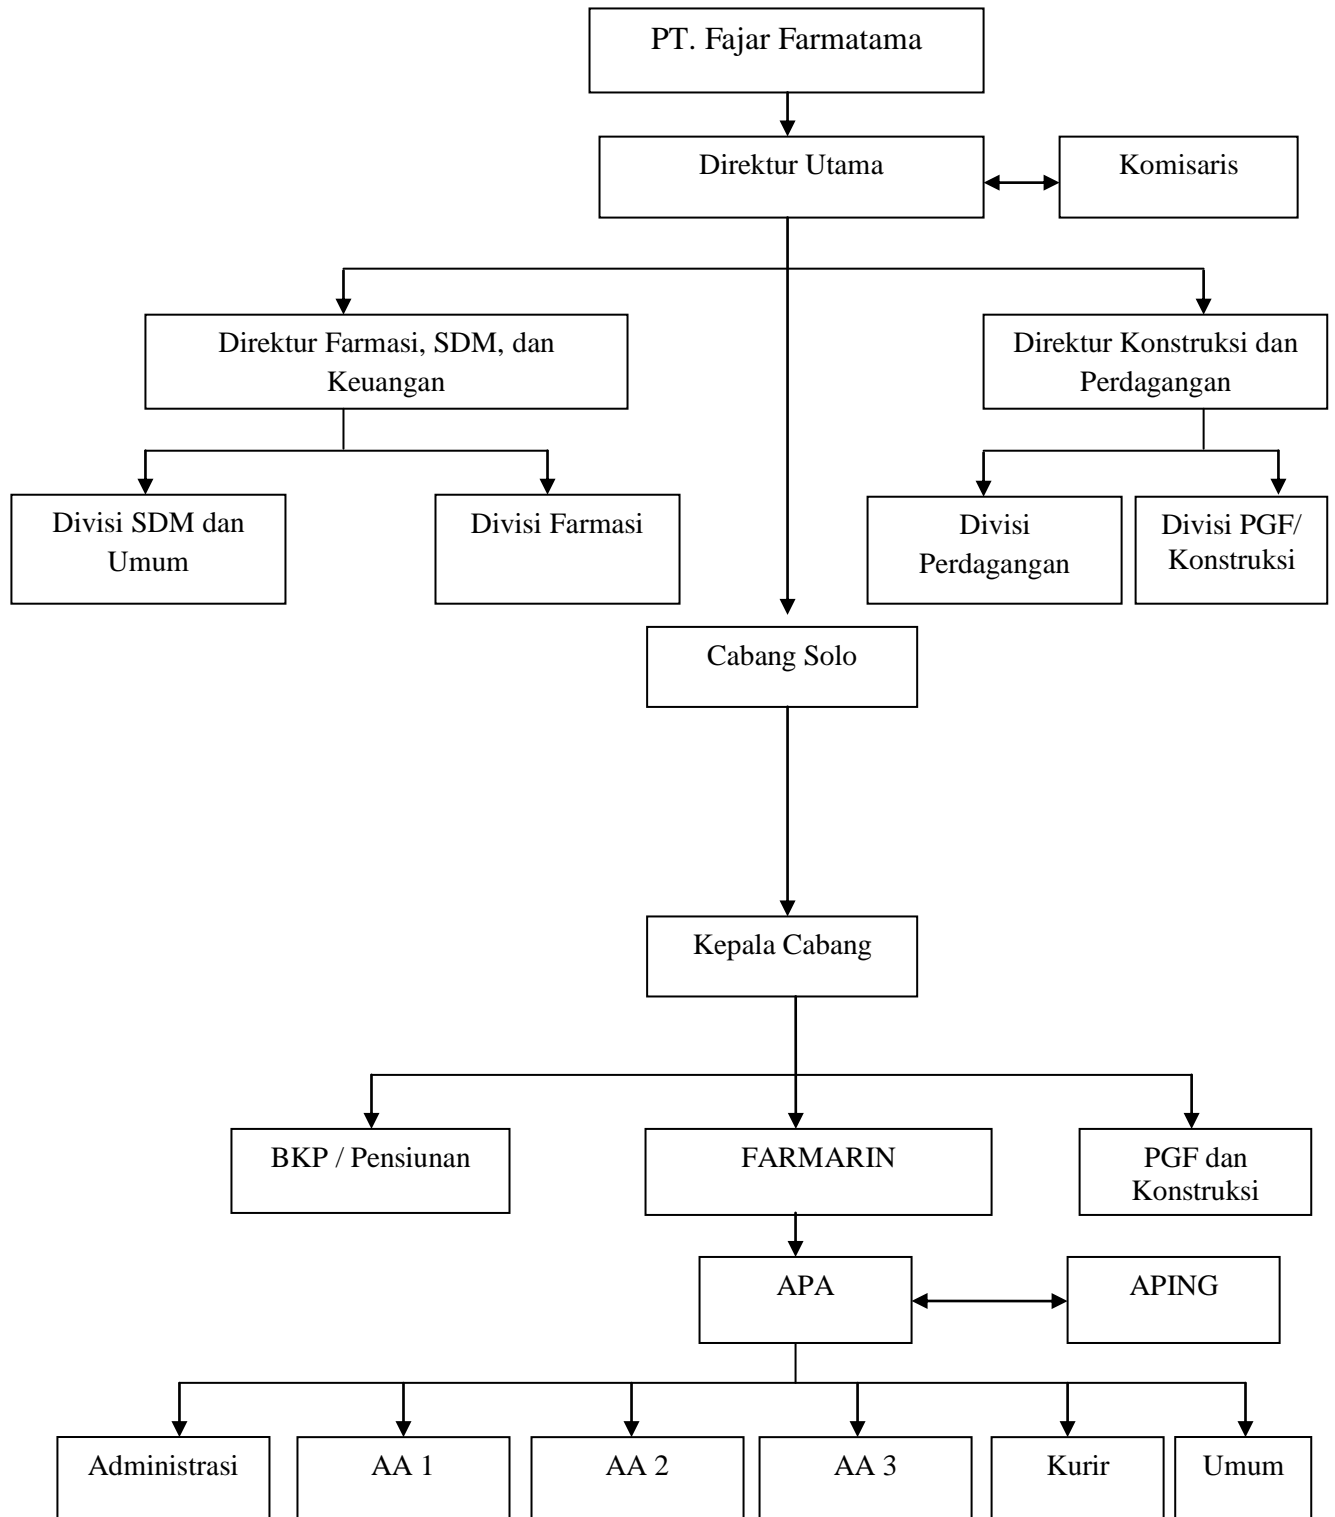 PT. Fajar Farmatama
Direktur Utama
Komisaris
Direktur Farmasi, SDM, dan
Keuangan
Direktur Konstruksi dan
Perdagangan
Divisi SDM dan
Umum
Divisi Farmasi
Divisi
Perdagangan
Divisi PGF/
Konstruksi
Cabang Solo
Kepala Cabang
BKP / Pensiunan
FARMARIN
PGF dan
Konstruksi
APA
APING
Administrasi
AA 1
AA 2
AA 3
Kurir
Umum